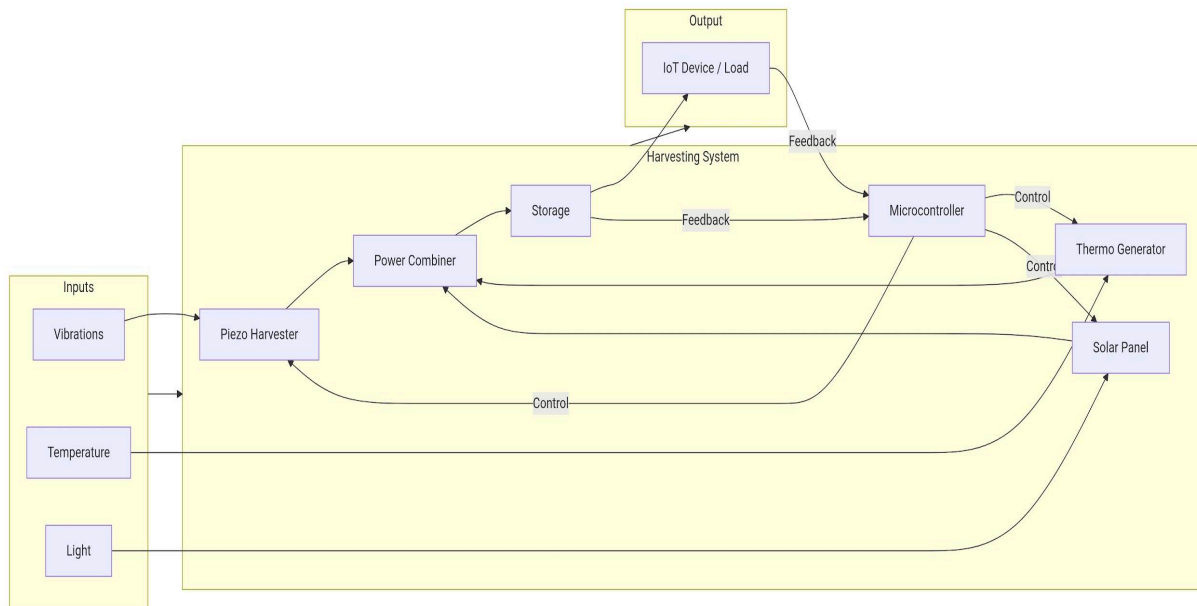 Output
IoT Device / Load
Feedback
Harvesting System
Storage
Microcontroller
Control
Feedback
Thermo Generator
Power Combiner
Contro
Inputs
Vibrations
Piezo Harvester
Solar Panel
Control
Temperature
Light